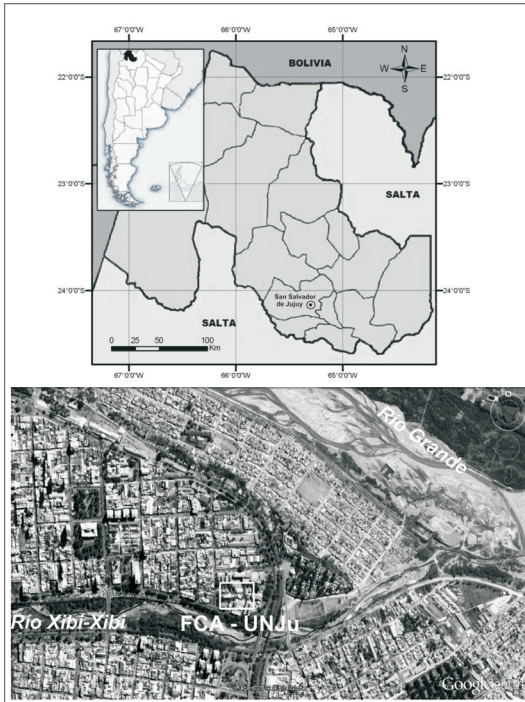 67°0'0"W 66°0'0"W 65°0'0"W
BOLIVIA
N
W E
S
22°0'0"S 22°0'0"S
23°0'0"S 23°0'0"S
SALTA
24°0'0"S 24°0'0"S
San Salvador
de Jujuy
SALTA
0 25 50 100
Km
67°0'0"W 66°0'0"W 65°0'0"W
Río Grande
Río Xibi-Xibi
FCA - UNJu
Google